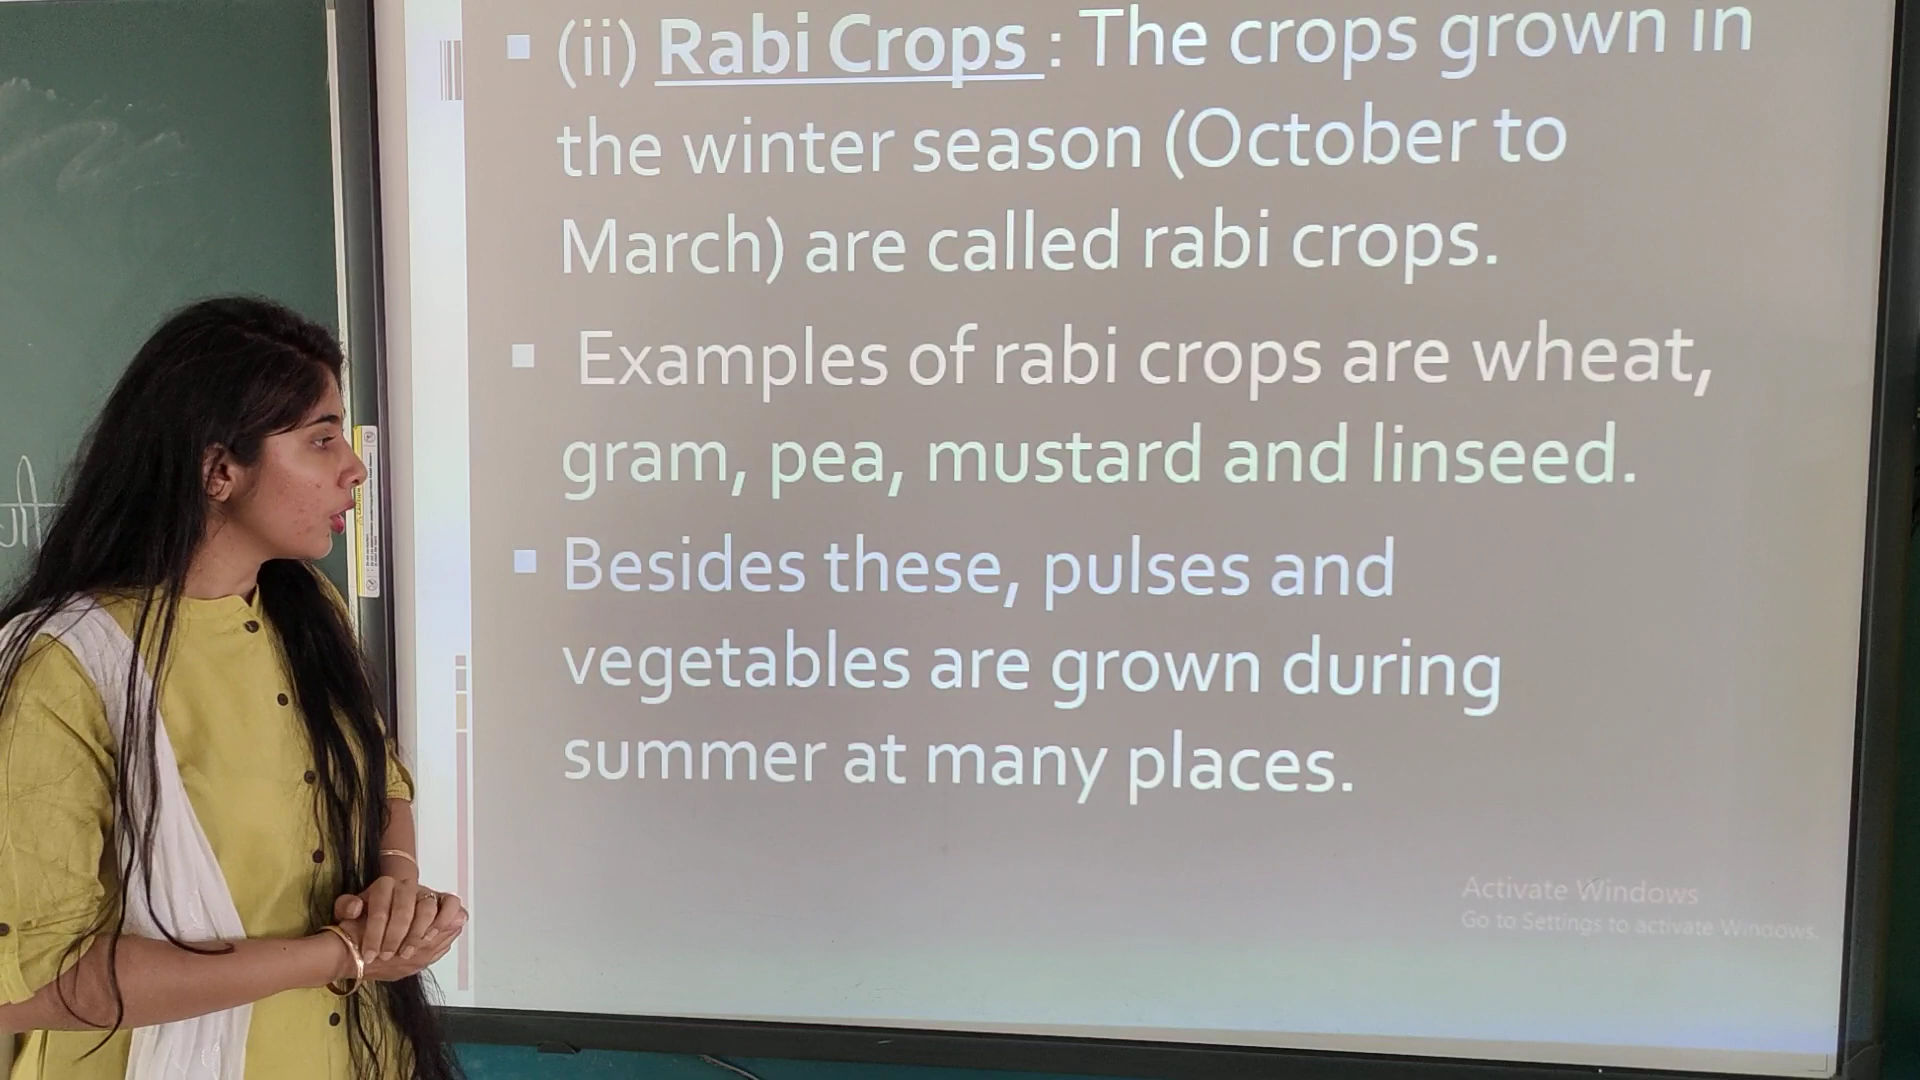 (ii) Rabi Crops : The crops grown in
the winter season (October to
March) are called rabi crops.
Examples of rabi crops are wheat,
gram, pea, mustard and linseed.
Besides these, pulses and
vegetables are grown during
summer at many places.
Activate Windows
Go to Settings to activate Windows.